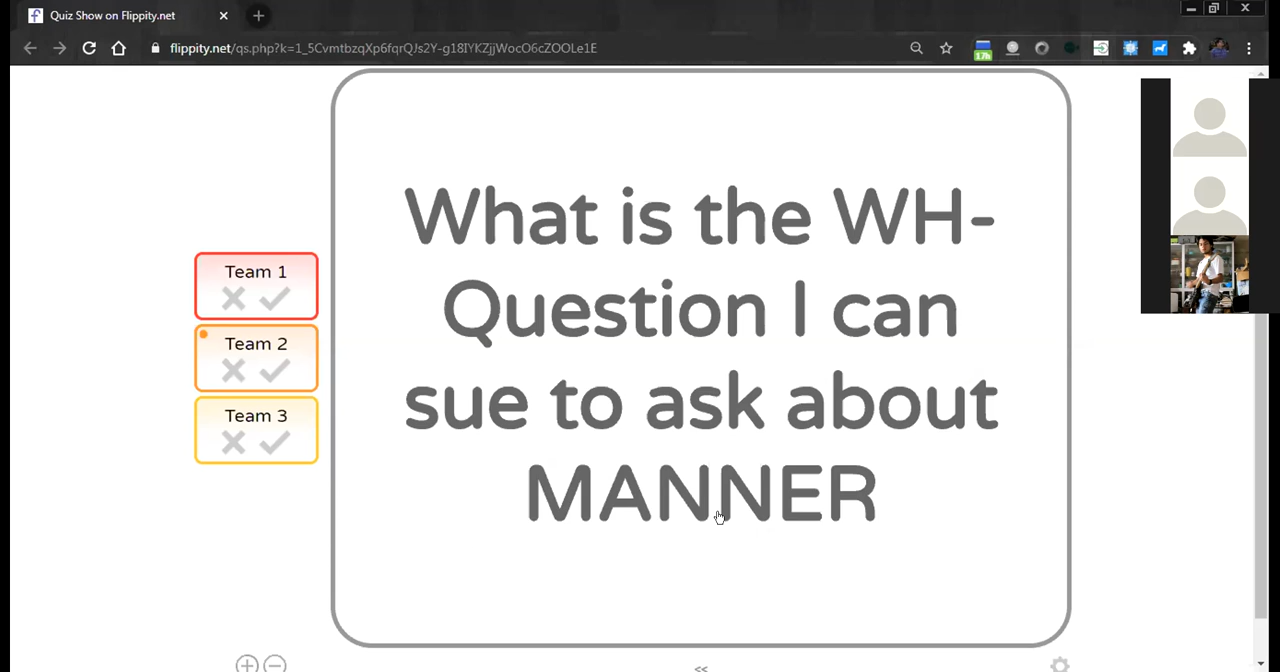 Quiz Show on Flippity.net
flippity.net/qs.php?k=1_5CvmtbzqXp6fqrQJs2Y-g18IYKZjjWocO6cZOOLe1E
17h
Team 1
Team 2
Team 3
What is the WH-
Question I can
sue to ask about
MANNER
<<